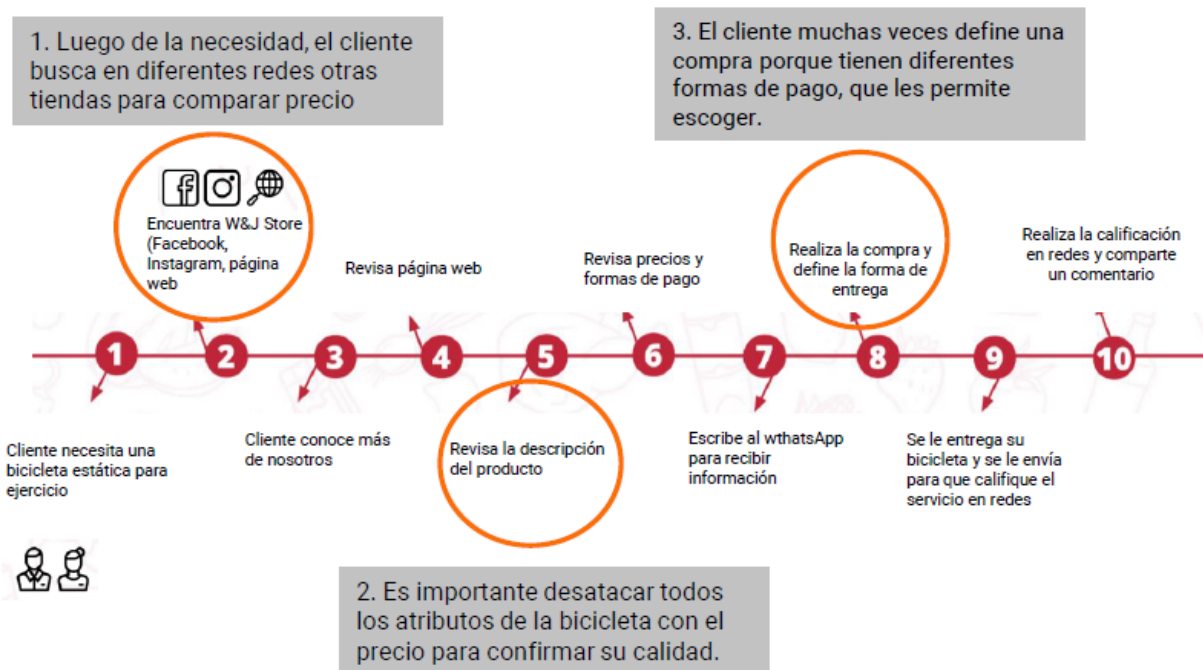 1. Luego de la necesidad, el cliente
busca en diferentes redes otras
tiendas para comparar precio
3. El cliente muchas veces define una
compra porque tienen diferentes
formas de pago, que les permite
escoger.
Encuentra W&J Store
(Facebook,
Instagram, página
web
Revisa página web
Revisa precios y
formas de pago
Realiza la compra y
define la forma de
entrega
Realiza la calificación
en redes y comparte
un comentario
1 2 3 4 5 6 7 8 9 10
Cliente necesita una
bicicleta estática para
ejercicio
Cliente conoce más
de nosotros
Revisa la descripción
del producto
Escribe al wthatsApp
para recibir
información
Se le entrega su
bicicleta y se le envía
para que califique el
servicio en redes
2. Es importante desatacar todos
los atributos de la bicicleta con el
precio para confirmar su calidad.